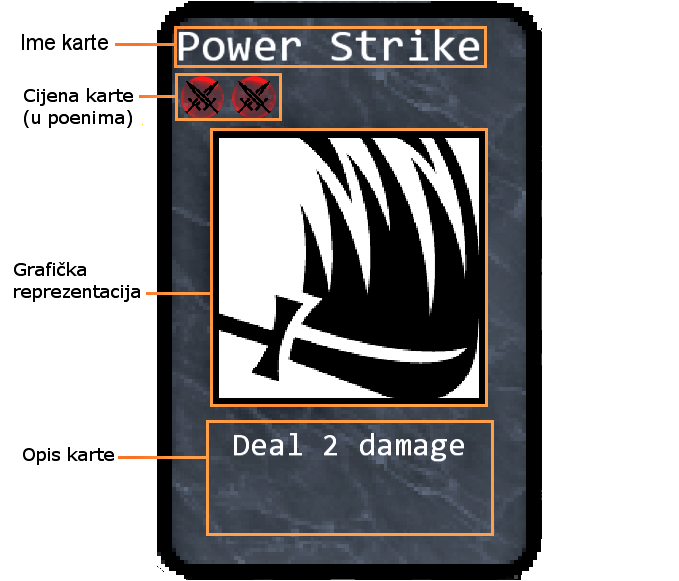 Ime karte
Power Strike
Cijena karte
(u poenima)
Grafička
reprezentacija
Opis karte
Deal 2 damage